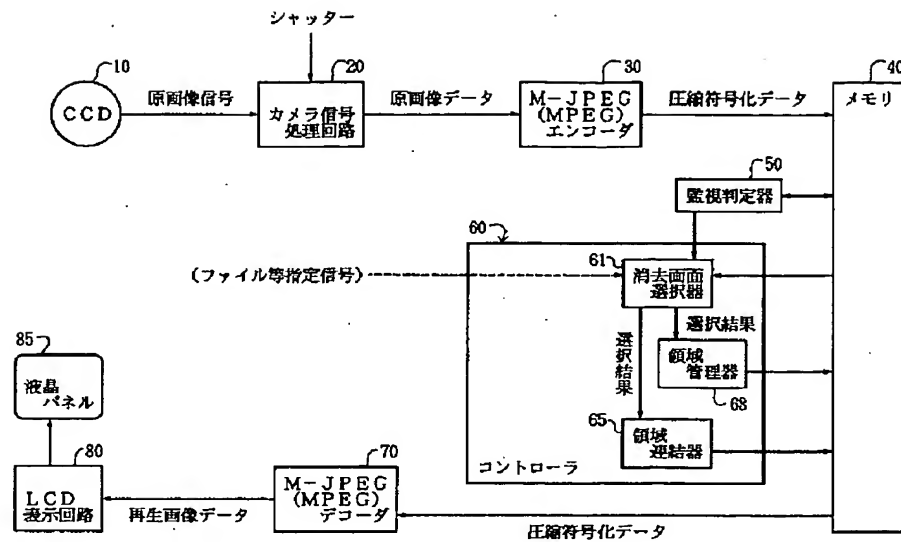 シャッター
10
20
30
40
CCD
原画像信号
カメラ信号
処理回路
原画像データ
M-JPEG
(MPEG)
エンコーダ
圧縮符号化データ
メモリ
50
監視判定器
60
61
(ファイル等指定信号)
消去画面
選択器
選択結果
選択結果
領域
管理器
68
65
領域
連結器
コントローラ
85
液晶
パネル
80
70
LCD
表示回路
再生画像データ
M-JPEG
(MPEG)
デコーダ
圧縮符号化データ